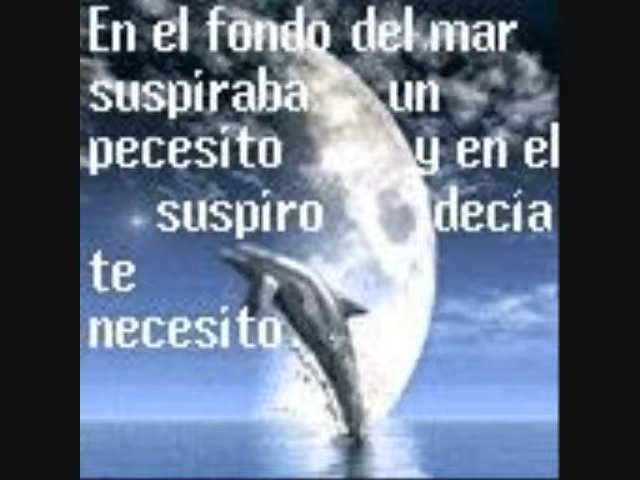 En el fondo del mar
suspiraba un
pecesito y en el
suspiro decía
te
necesito.